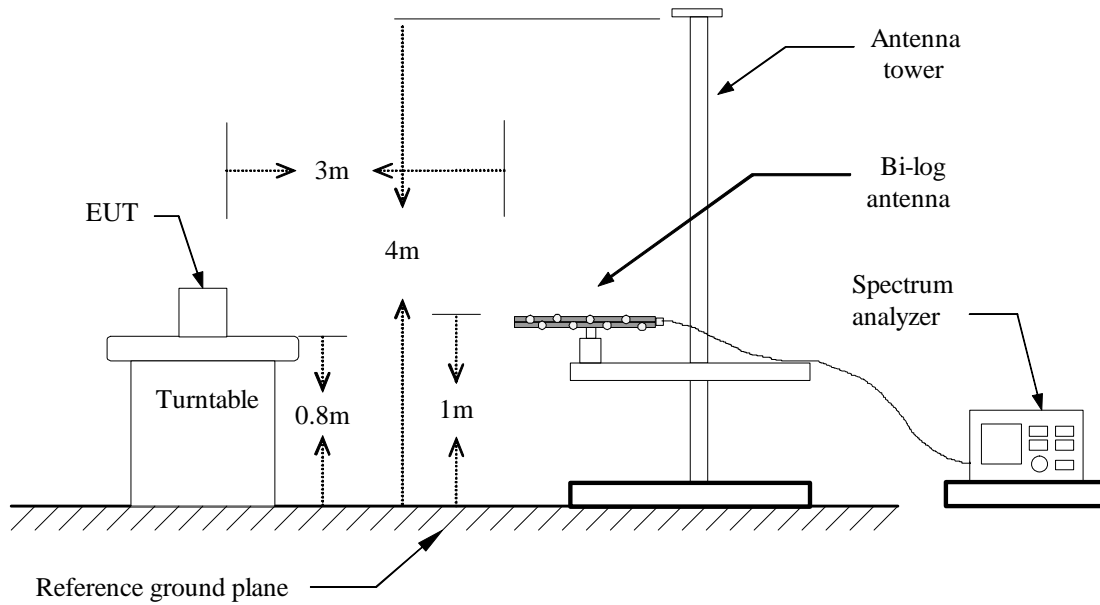 Antenna
tower
3m
Bi-log
antenna
EUT
4m
Spectrum
analyzer
Turntable
0.8m
1m
Reference ground plane